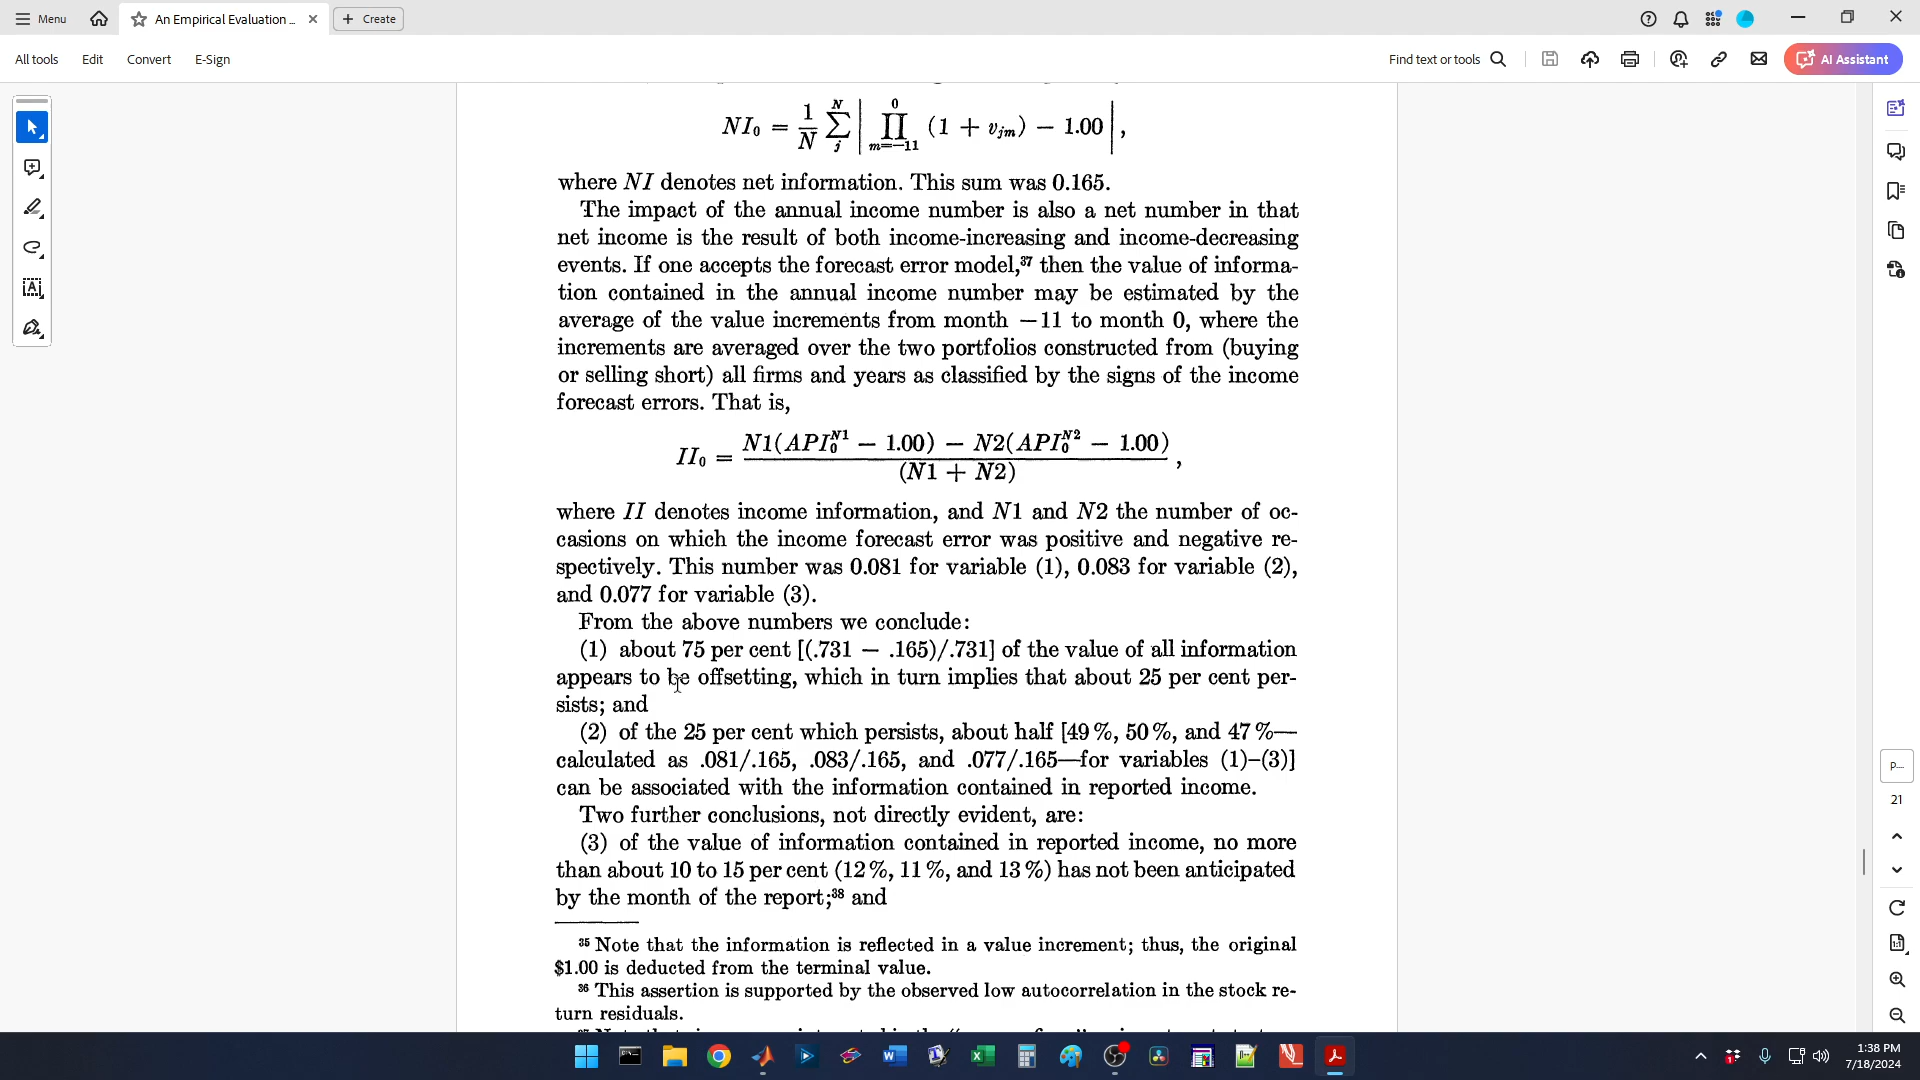 Menu
An Empirical Evaluation ...
Create
All tools
Edit
Convert
E-Sign
Find text or tools
AI Assistant
NI₀ = 1/N Σ_j^N | Π_{m=−11}^0 (1 + v_{jm}) − 1.00 | ,
where NI denotes net information. This sum was 0.165.
The impact of the annual income number is also a net number in that
net income is the result of both income-increasing and income-decreasing
events. If one accepts the forecast error model,³⁷ then the value of informa-
tion contained in the annual income number may be estimated by the
average of the value increments from month −11 to month 0, where the
increments are averaged over the two portfolios constructed from (buying
or selling short) all firms and years as classified by the signs of the income
forecast errors. That is,
II₀ = N1(API₀^{N1} − 1.00) − N2(API₀^{N2} − 1.00) / (N1 + N2) ,
where II denotes income information, and N1 and N2 the number of oc-
casions on which the income forecast error was positive and negative re-
spectively. This number was 0.081 for variable (1), 0.083 for variable (2),
and 0.077 for variable (3).
From the above numbers we conclude:
(1) about 75 per cent [(.731 − .165)/.731] of the value of all information
appears to be offsetting, which in turn implies that about 25 per cent per-
sists; and
(2) of the 25 per cent which persists, about half [49%, 50%, and 47%—
calculated as .081/.165, .083/.165, and .077/.165—for variables (1)–(3)]
can be associated with the information contained in reported income.
Two further conclusions, not directly evident, are:
(3) of the value of information contained in reported income, no more
than about 10 to 15 per cent (12%, 11%, and 13%) has not been anticipated
by the month of the report;³⁸ and
³⁵ Note that the information is reflected in a value increment; thus, the original
$1.00 is deducted from the terminal value.
³⁶ This assertion is supported by the observed low autocorrelation in the stock re-
turn residuals.
P...
21
1:38 PM
7/18/2024